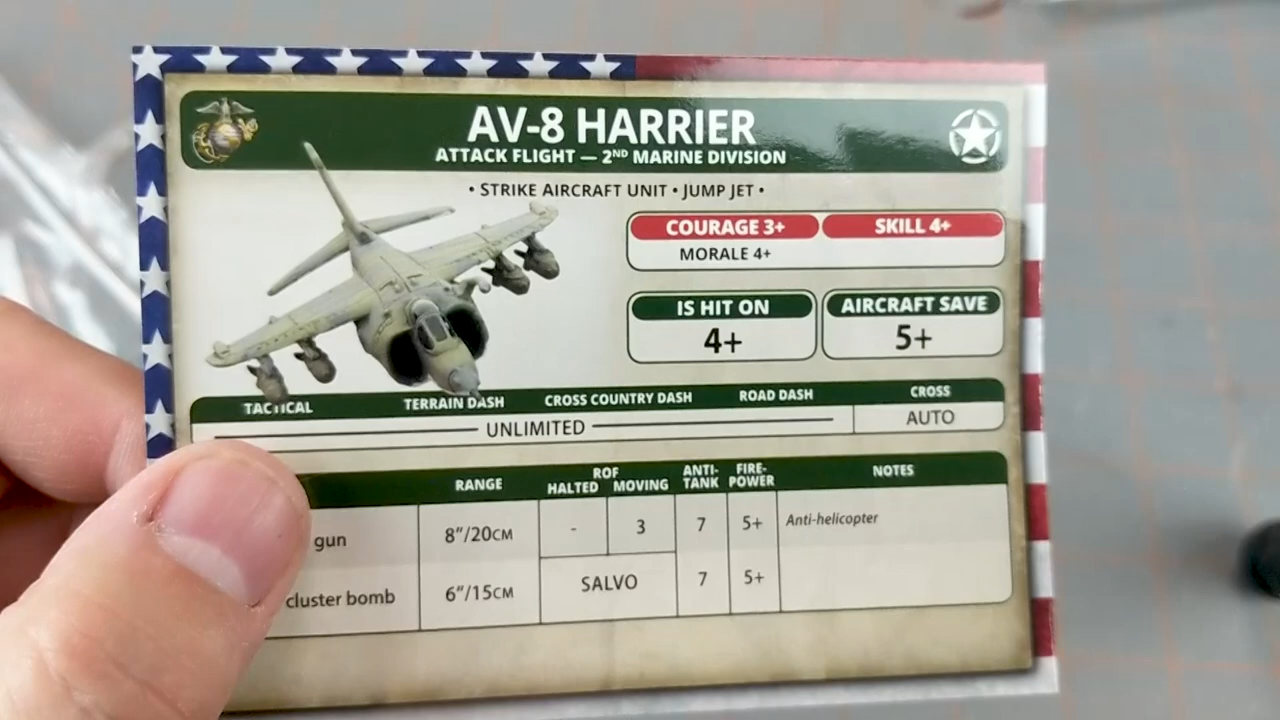 AV-8 HARRIER
ATTACK FLIGHT — 2ND MARINE DIVISION
• STRIKE AIRCRAFT UNIT • JUMP JET •
COURAGE 3+ SKILL 4+
MORALE 4+
IS HIT ON AIRCRAFT SAVE
4+ 5+
TACTICAL TERRAIN DASH CROSS COUNTRY DASH ROAD DASH CROSS
UNLIMITED AUTO
RANGE ROF HALTED MOVING ANTI-TANK FIRE-POWER NOTES
gun 8"/20CM - 3 7 5+ Anti-helicopter
cluster bomb 6"/15CM SALVO 7 5+